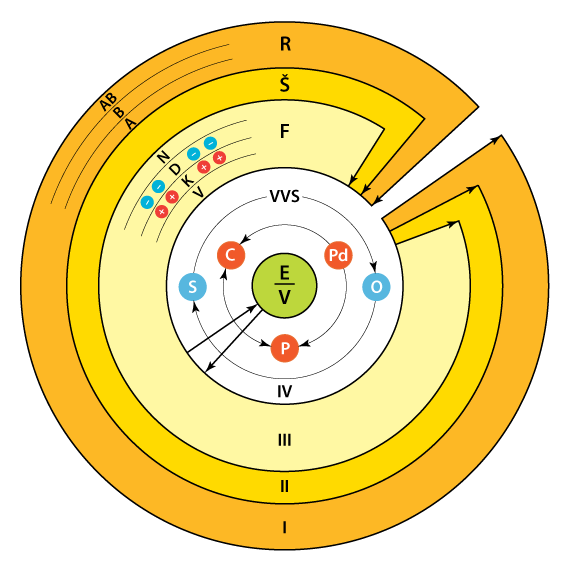 R
Š
F
AB
B
A
N
D
K
V
− −
+ +
− −
+ +
VVS
C
Pd
S
O
E
V
P
IV
III
II
I